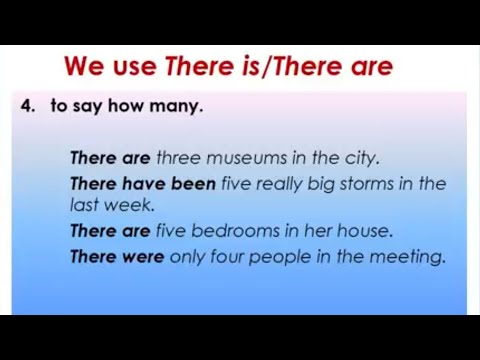 We use There is/There are
4. to say how many.
There are three museums in the city.
There have been five really big storms in the
last week.
There are five bedrooms in her house.
There were only four people in the meeting.